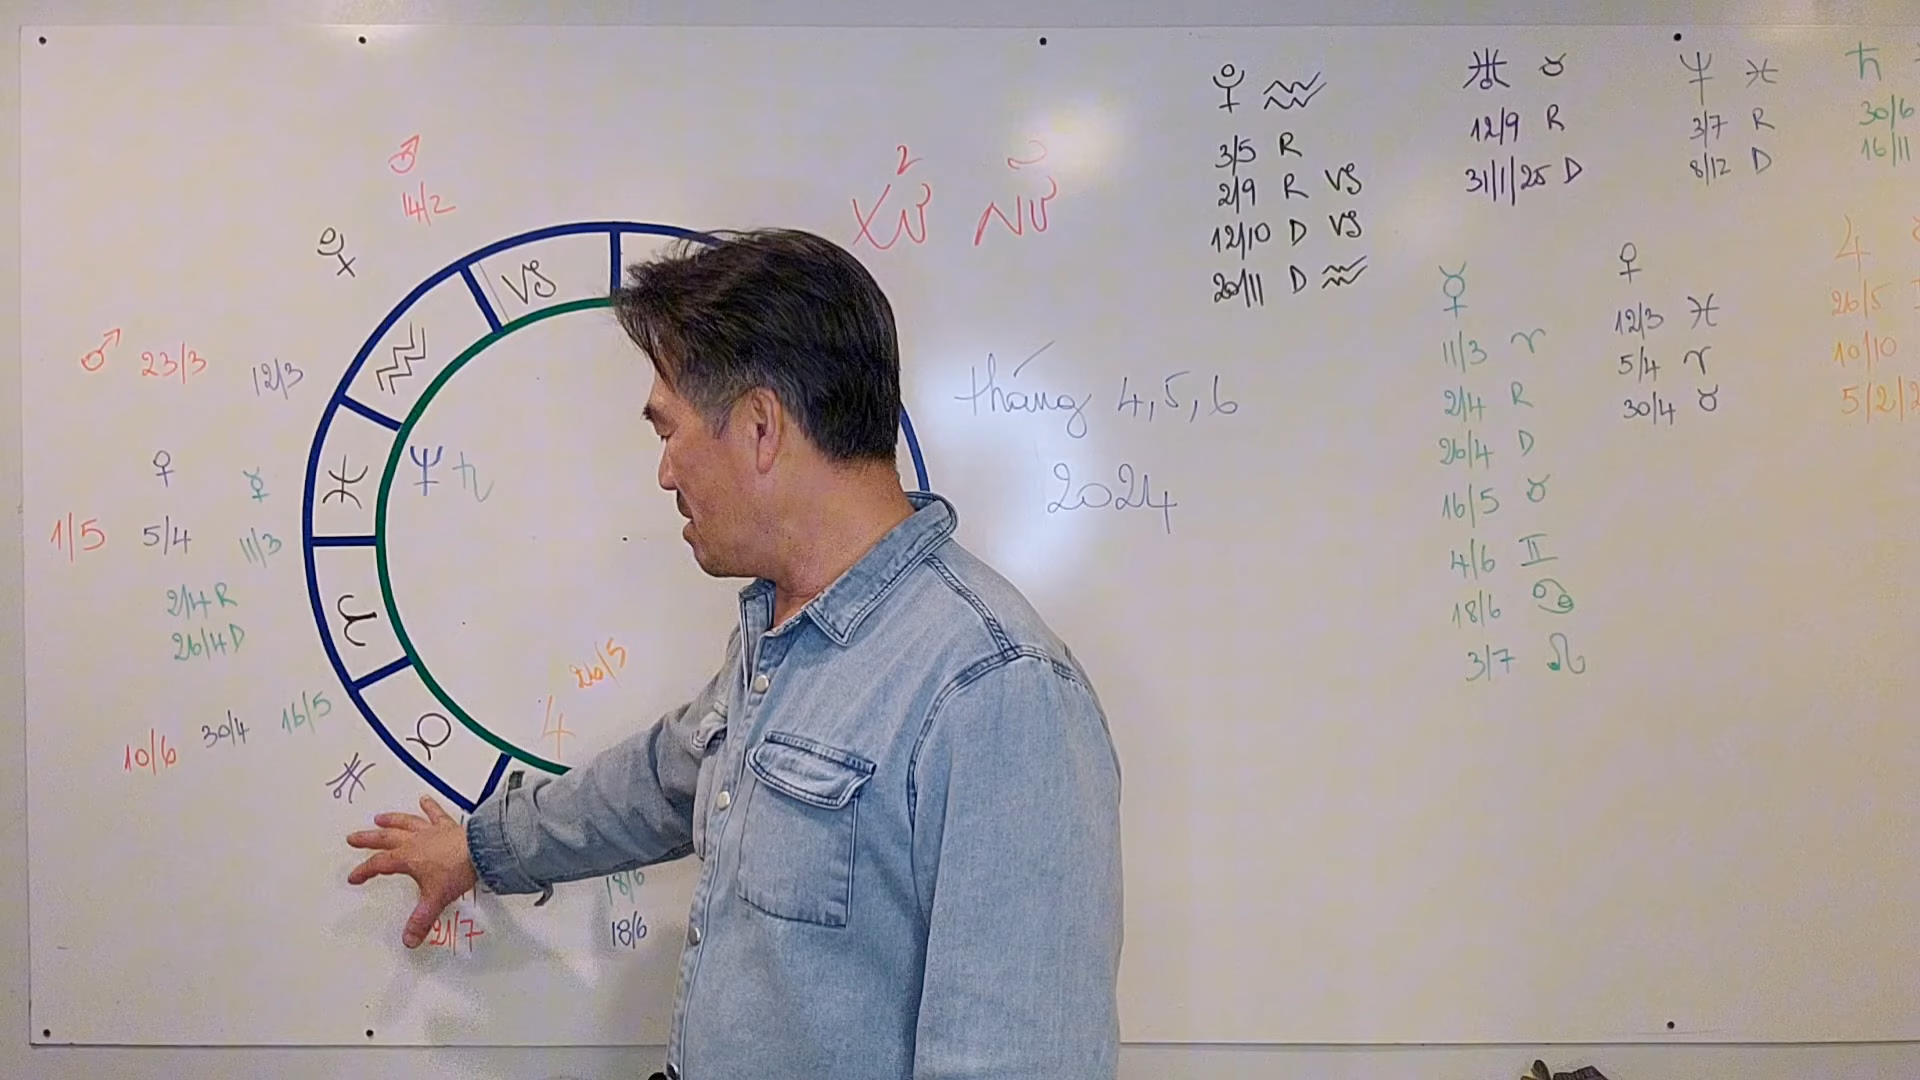 ♂
14/2
♂ 23/3 12/3
♀ ☿
1/5 5/4 11/3
2/4 R
26/4 D
10/6 30/4 16/5
♑
♒
♓
♈
♉
♆ ♄
♃ 26/5
21/7
18/6
18/6
XỬ NỮ
tháng 4,5,6
2024
♒
3/5 R
2/9 R ♑
12/10 D ♑
20/11 D ♒
♅ ♉
12/9 R
31/1/25 D
♆ ♓
3/7 R
8/12 D
♄
30/6
16/11
☿
11/3 ♈
2/4 R
26/4 D
16/5 ♉
4/6 ♊
18/6 ♋
3/7 ♌
♀
12/3 ♓
5/4 ♈
30/4 ♉
♃
26/5
10/10
5/2/2